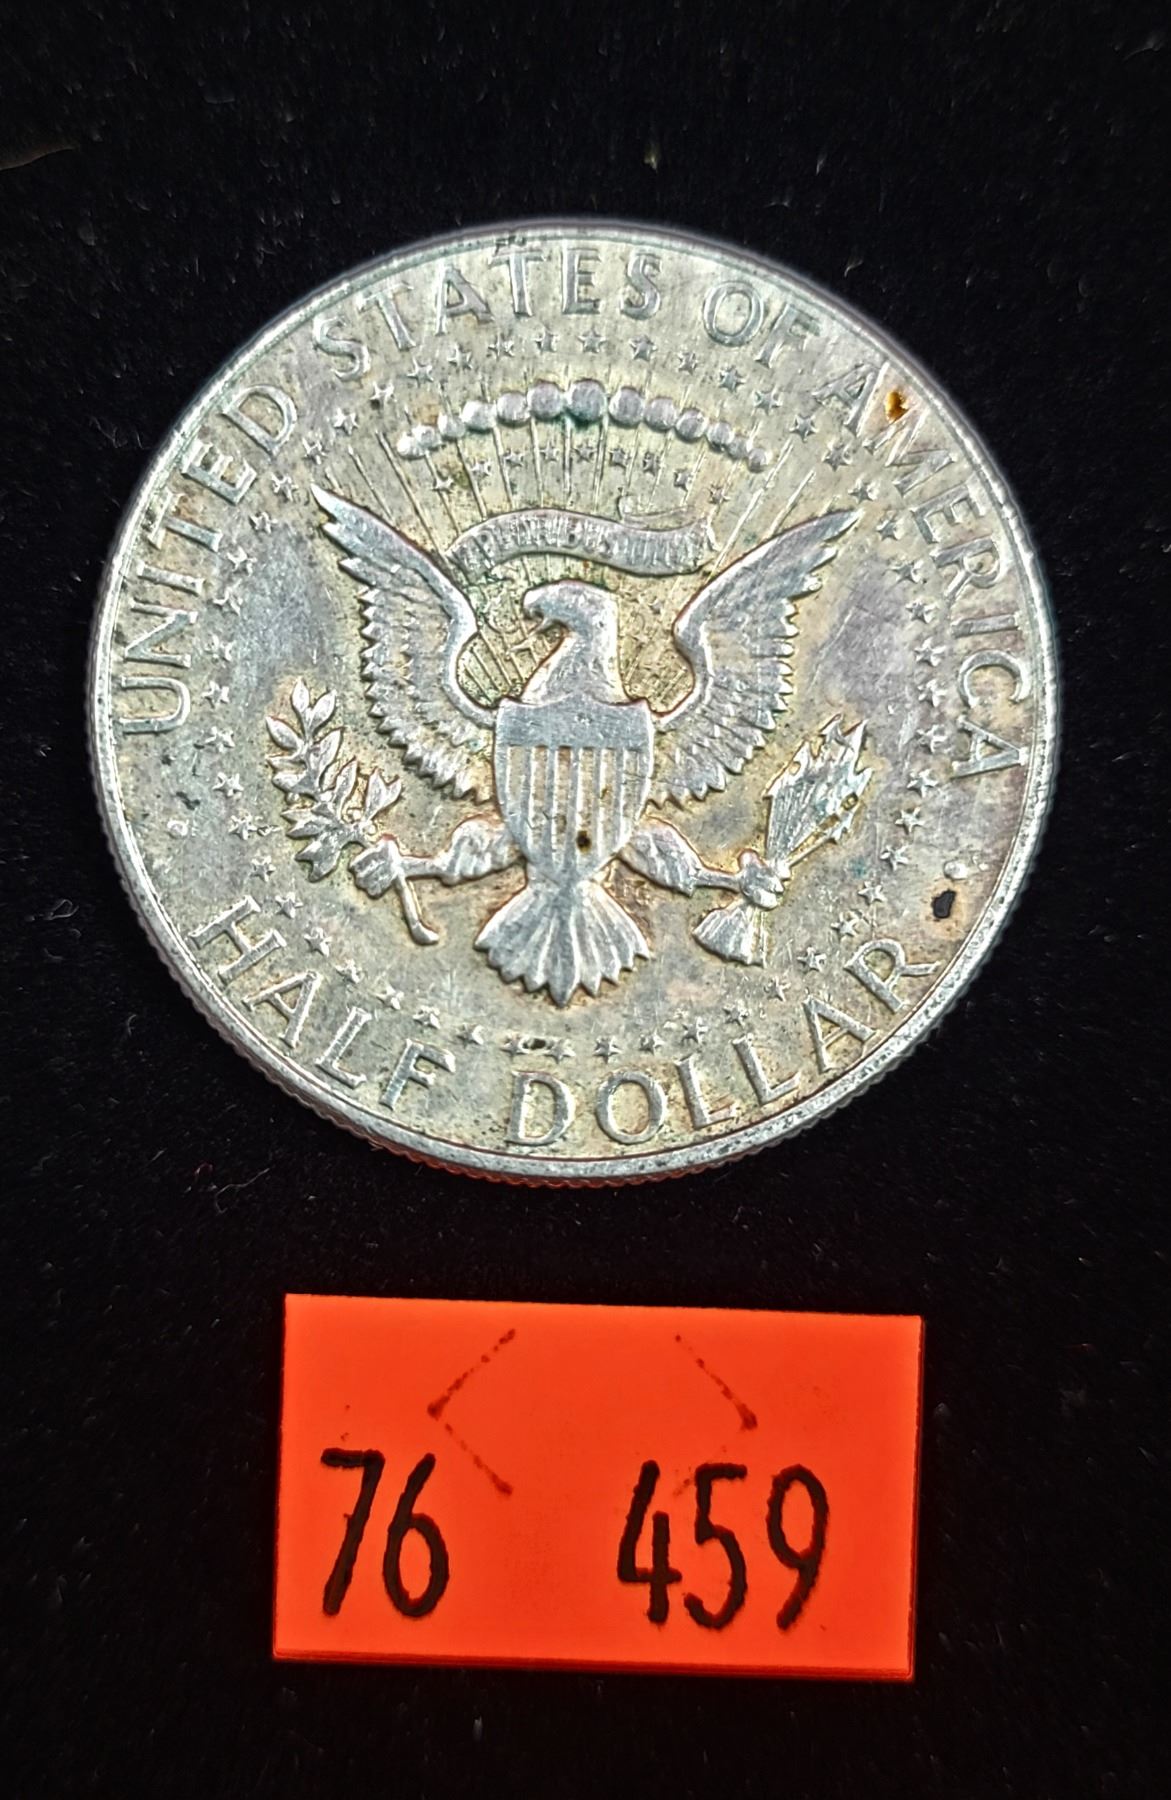 UNITED STATES OF AMERICA
E PLURIBUS UNUM
HALF DOLLAR
76 459